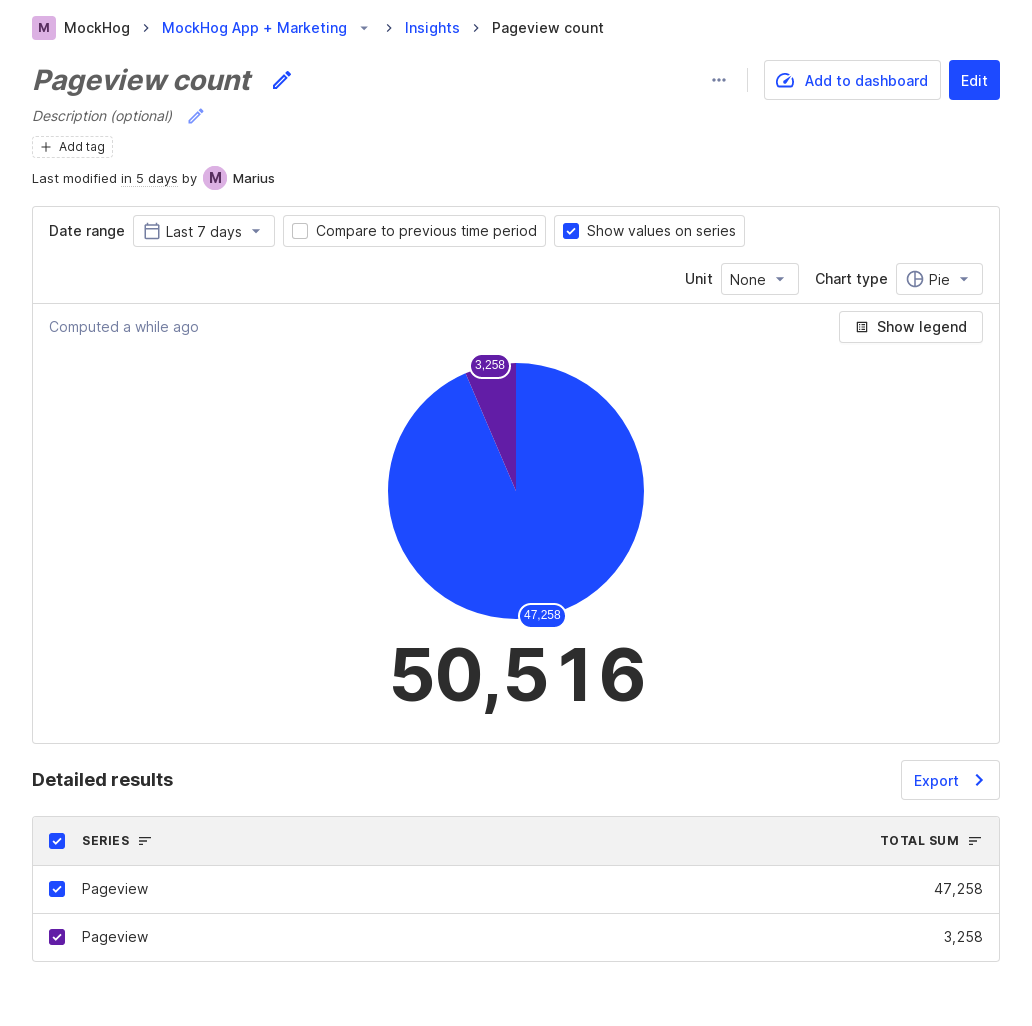 M MockHog MockHog App + Marketing Insights Pageview count
Pageview count
Add to dashboard
Edit
Description (optional)
Add tag
Last modified in 5 days by M Marius
Date range Last 7 days Compare to previous time period Show values on series
Unit None Chart type Pie
Computed a while ago Show legend
3,258
47,258
50,516
Detailed results Export
SERIES TOTAL SUM
Pageview 47,258
Pageview 3,258